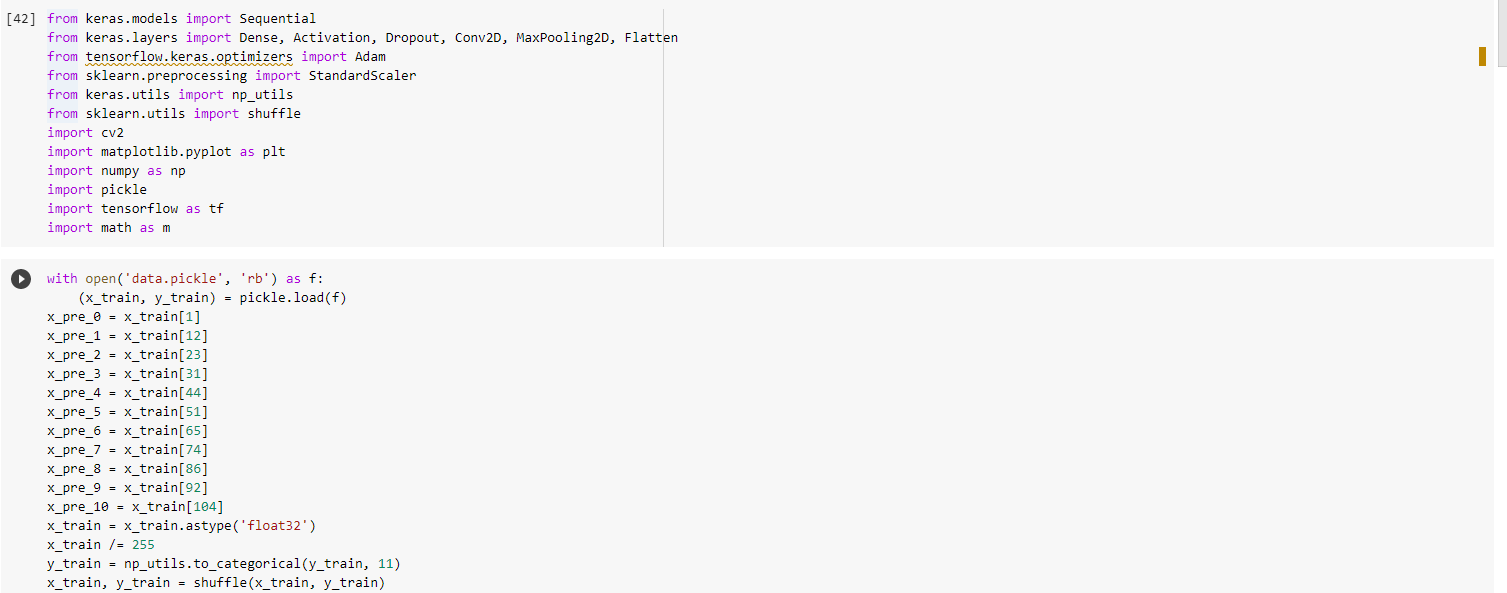 [42] from keras.models import Sequential
from keras.layers import Dense, Activation, Dropout, Conv2D, MaxPooling2D, Flatten
from tensorflow.keras.optimizers import Adam
from sklearn.preprocessing import StandardScaler
from keras.utils import np_utils
from sklearn.utils import shuffle
import cv2
import matplotlib.pyplot as plt
import numpy as np
import pickle
import tensorflow as tf
import math as m
with open('data.pickle', 'rb') as f:
    (x_train, y_train) = pickle.load(f)
x_pre_0 = x_train[1]
x_pre_1 = x_train[12]
x_pre_2 = x_train[23]
x_pre_3 = x_train[31]
x_pre_4 = x_train[44]
x_pre_5 = x_train[51]
x_pre_6 = x_train[65]
x_pre_7 = x_train[74]
x_pre_8 = x_train[86]
x_pre_9 = x_train[92]
x_pre_10 = x_train[104]
x_train = x_train.astype('float32')
x_train /= 255
y_train = np_utils.to_categorical(y_train, 11)
x_train, y_train = shuffle(x_train, y_train)